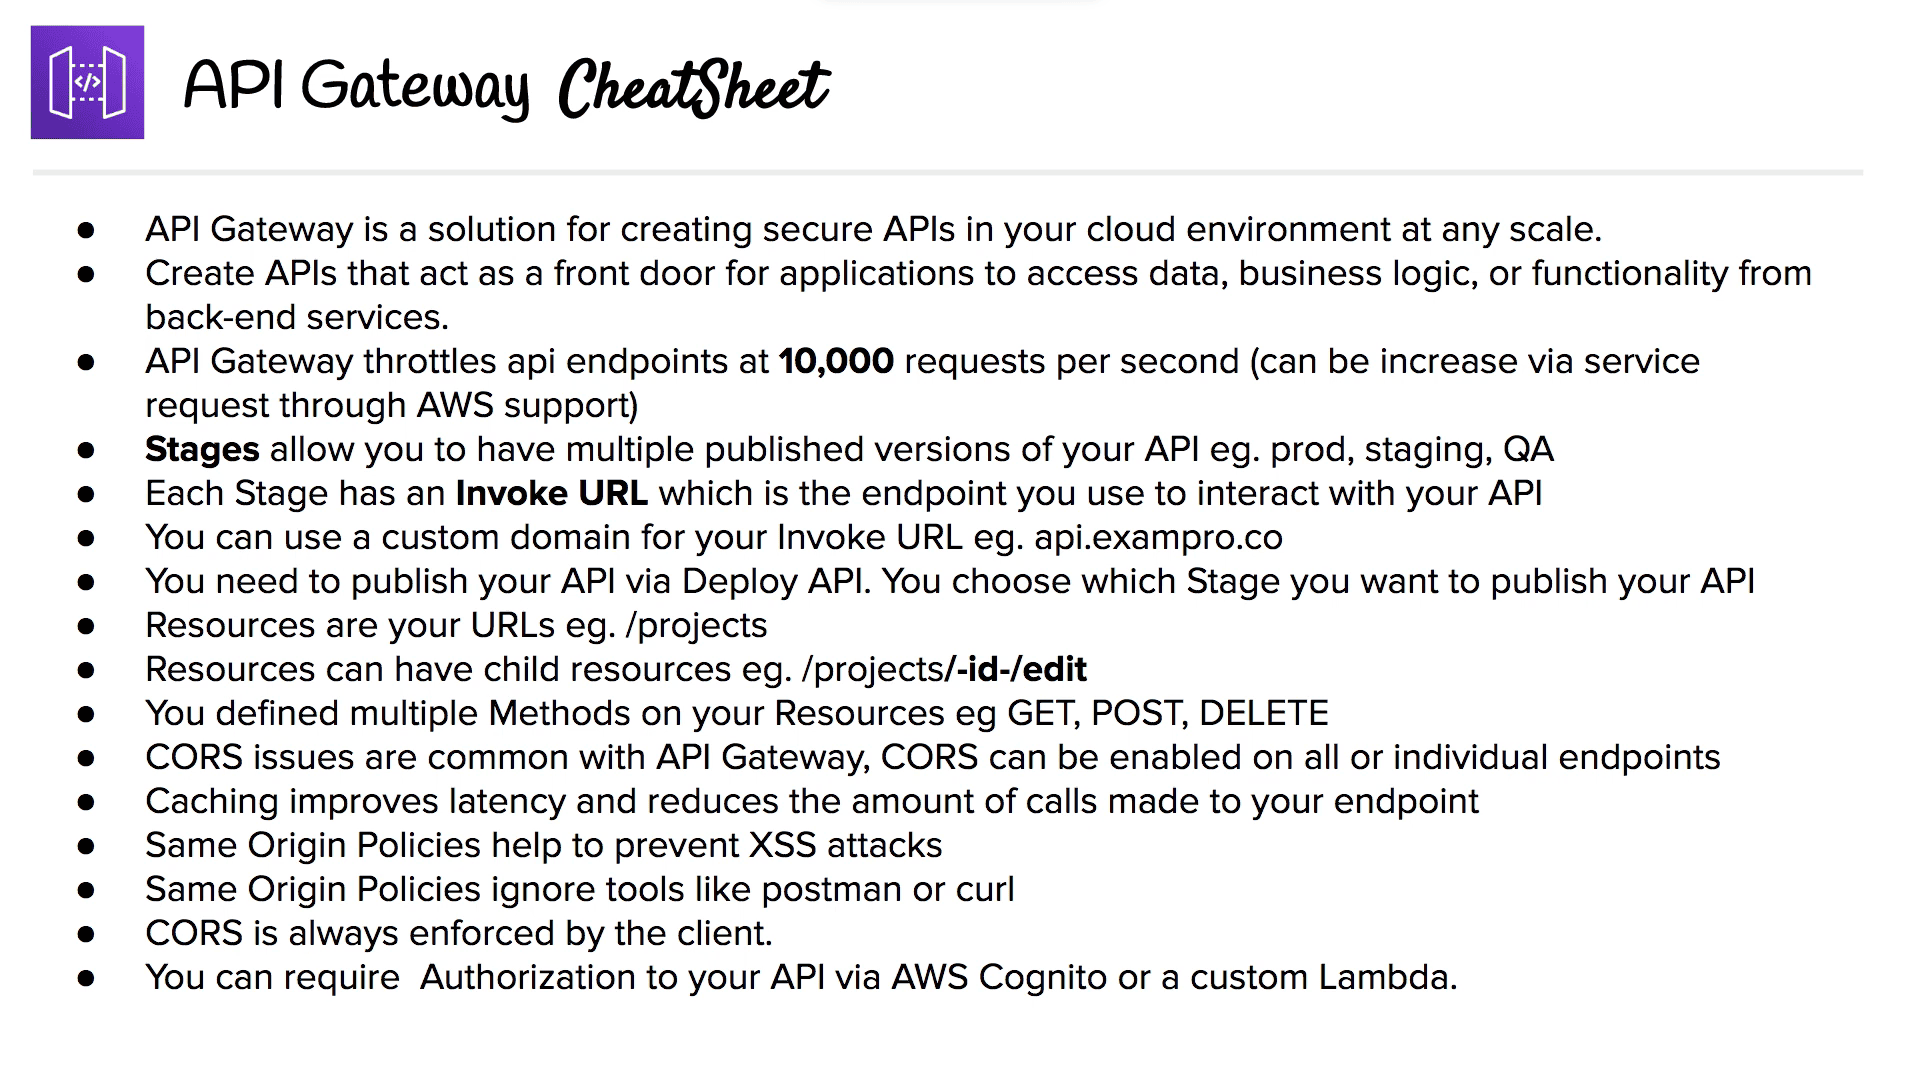 </>
API Gateway CheatSheet
● API Gateway is a solution for creating secure APIs in your cloud environment at any scale.
● Create APIs that act as a front door for applications to access data, business logic, or functionality from
back-end services.
● API Gateway throttles api endpoints at 10,000 requests per second (can be increase via service
request through AWS support)
● Stages allow you to have multiple published versions of your API eg. prod, staging, QA
● Each Stage has an Invoke URL which is the endpoint you use to interact with your API
● You can use a custom domain for your Invoke URL eg. api.exampro.co
● You need to publish your API via Deploy API. You choose which Stage you want to publish your API
● Resources are your URLs eg. /projects
● Resources can have child resources eg. /projects/-id-/edit
● You defined multiple Methods on your Resources eg GET, POST, DELETE
● CORS issues are common with API Gateway, CORS can be enabled on all or individual endpoints
● Caching improves latency and reduces the amount of calls made to your endpoint
● Same Origin Policies help to prevent XSS attacks
● Same Origin Policies ignore tools like postman or curl
● CORS is always enforced by the client.
● You can require  Authorization to your API via AWS Cognito or a custom Lambda.